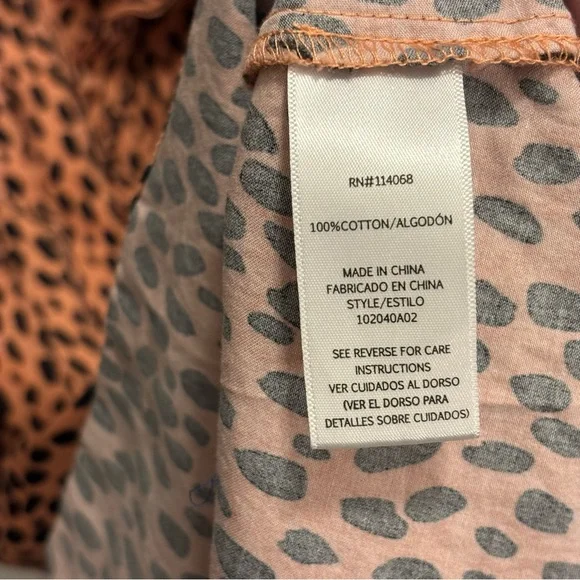 RN#114068
100%COTTON/ALGODÓN
MADE IN CHINA
FABRICADO EN CHINA
STYLE/ESTILO
102040A02
SEE REVERSE FOR CARE
INSTRUCTIONS
VER CUIDADOS AL DORSO
(VER EL DORSO PARA
DETALLES SOBRE CUIDADOS)